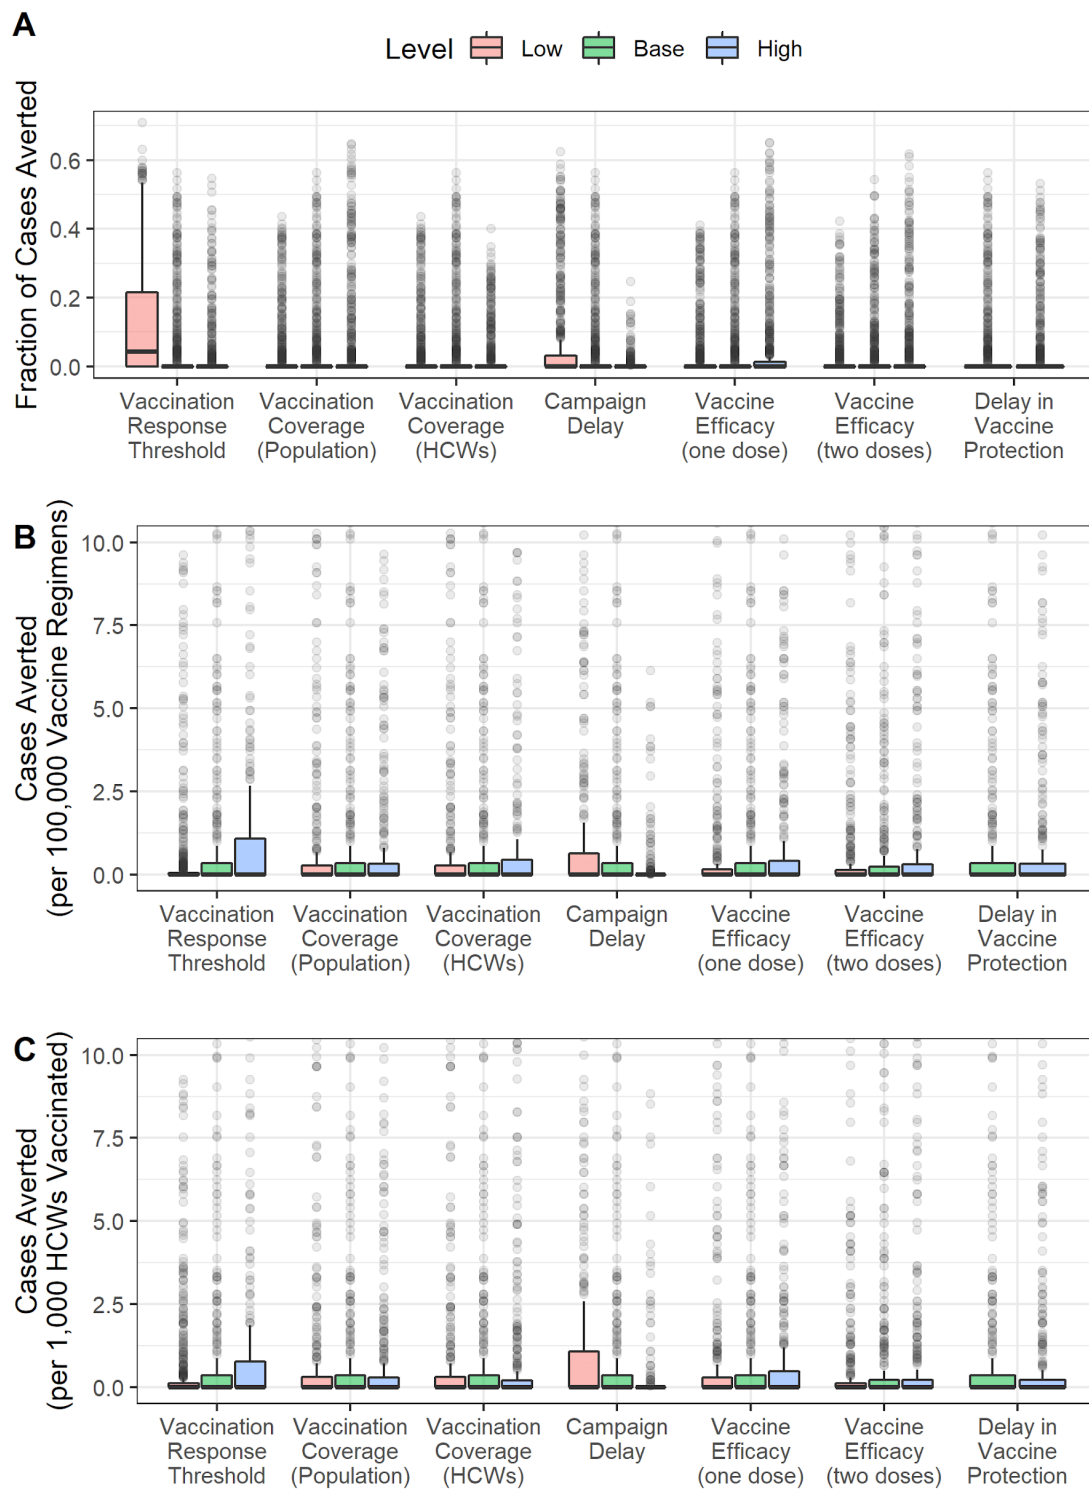 A
Level Low Base High
Fraction of Cases Averted
0.6
0.4
0.2
0.0
Vaccination Response Threshold
Vaccination Coverage (Population)
Vaccination Coverage (HCWs)
Campaign Delay
Vaccine Efficacy (one dose)
Vaccine Efficacy (two doses)
Delay in Vaccine Protection
B
Cases Averted
(per 100,000 Vaccine Regimens)
10.0
7.5
5.0
2.5
0.0
Vaccination Response Threshold
Vaccination Coverage (Population)
Vaccination Coverage (HCWs)
Campaign Delay
Vaccine Efficacy (one dose)
Vaccine Efficacy (two doses)
Delay in Vaccine Protection
C
Cases Averted
(per 1,000 HCWs Vaccinated)
10.0
7.5
5.0
2.5
0.0
Vaccination Response Threshold
Vaccination Coverage (Population)
Vaccination Coverage (HCWs)
Campaign Delay
Vaccine Efficacy (one dose)
Vaccine Efficacy (two doses)
Delay in Vaccine Protection